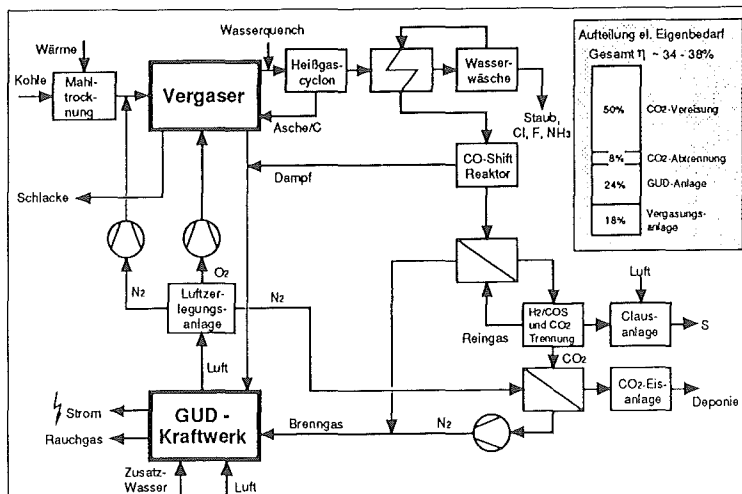 Wärme
Kohle
Mahl-
trock-
nung
Vergaser
Wasserquench
Heißgas-
cyclon
Wasser-
wäsche
Asche/C
Staub,
Cl, F, NH3
Schlacke
Dampf
CO-Shift
Reaktor
N2
O2
Luftzer-
legungs-
anlage
N2
Luft
Reingas
H2/COS
und CO2
Trennung
Luft
Claus-
anlage
S
CO2
CO2-Eis-
anlage
Deponie
Strom
Rauchgas
GUD -
Kraftwerk
Brenngas
N2
Zusatz-
Wasser
Luft
Aufteilung el. Eigenbedarf
Gesamt η ~ 34 - 38%
50% CO2-Vereisung
8% CO2-Abtrennung
24% GUD-Anlage
18% Vergasungs-
anlage